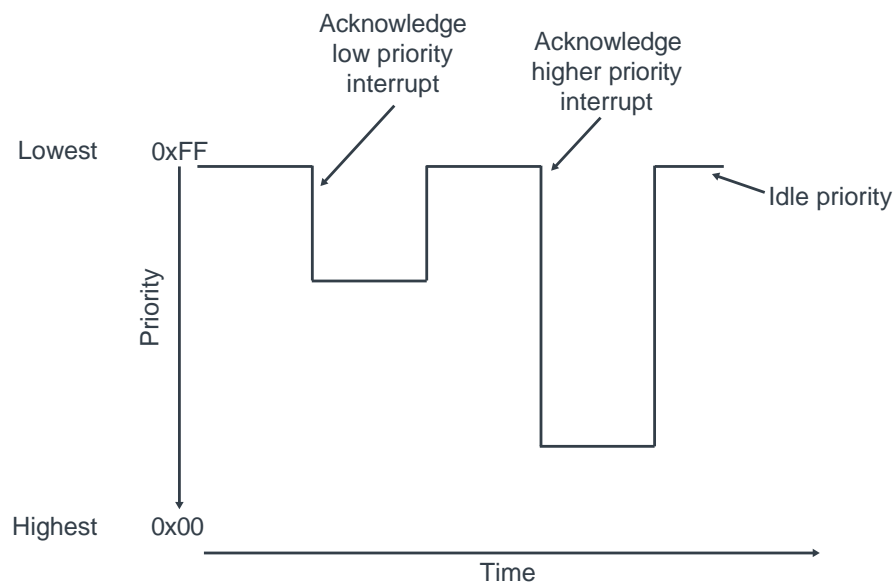 Acknowledge
low priority
interrupt
Acknowledge
higher priority
interrupt
Lowest 0xFF
Idle priority
Priority
Highest 0x00
Time